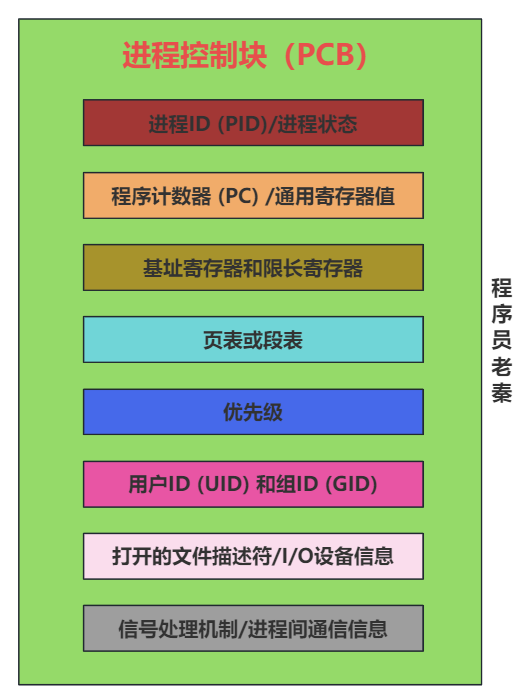 进程控制块（PCB）
进程ID (PID)/进程状态
程序计数器 (PC) /通用寄存器值
基址寄存器和限长寄存器
页表或段表
优先级
用户ID (UID) 和组ID (GID)
打开的文件描述符/I/O设备信息
信号处理机制/进程间通信信息
程序员老秦